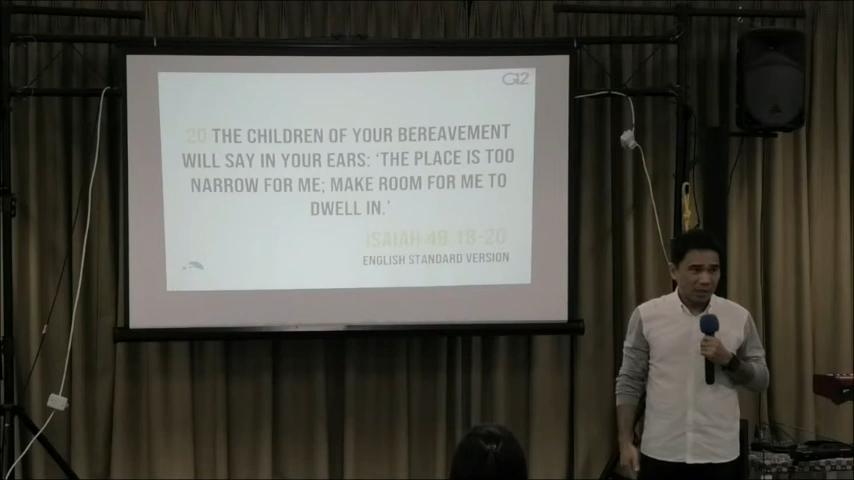 G12
20 THE CHILDREN OF YOUR BEREAVEMENT
WILL SAY IN YOUR EARS: ‘THE PLACE IS TOO
NARROW FOR ME; MAKE ROOM FOR ME TO
DWELL IN.’
ISAIAH 49 18-20
ENGLISH STANDARD VERSION